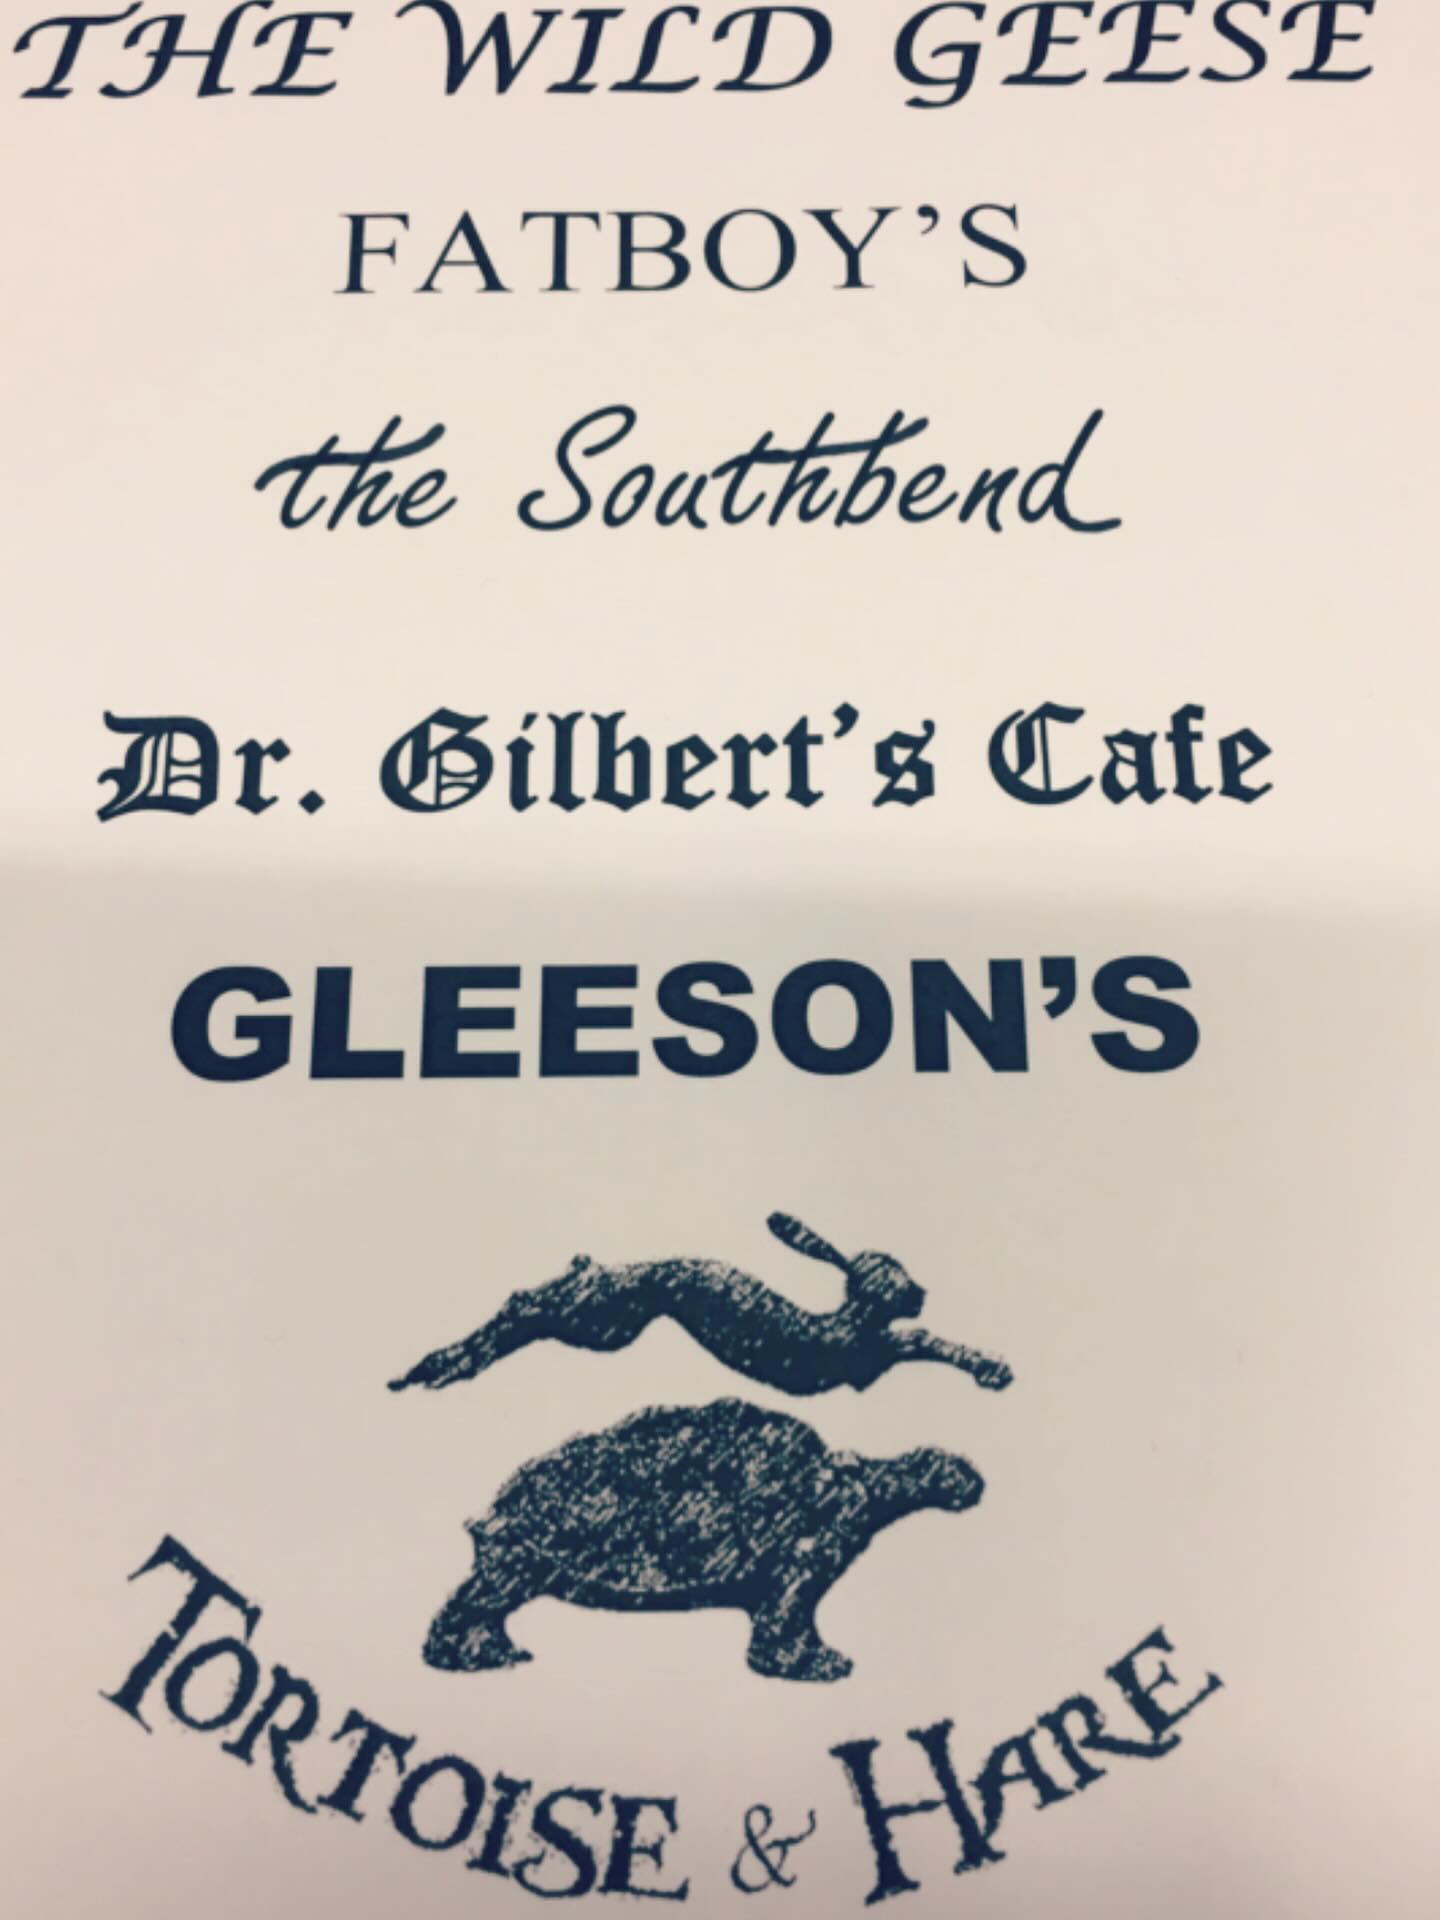 THE WILD GEESE
FATBOY’S
the Southbend
Dr. Gilbert’s Cafe
GLEESON’S
TORTOISE & HARE